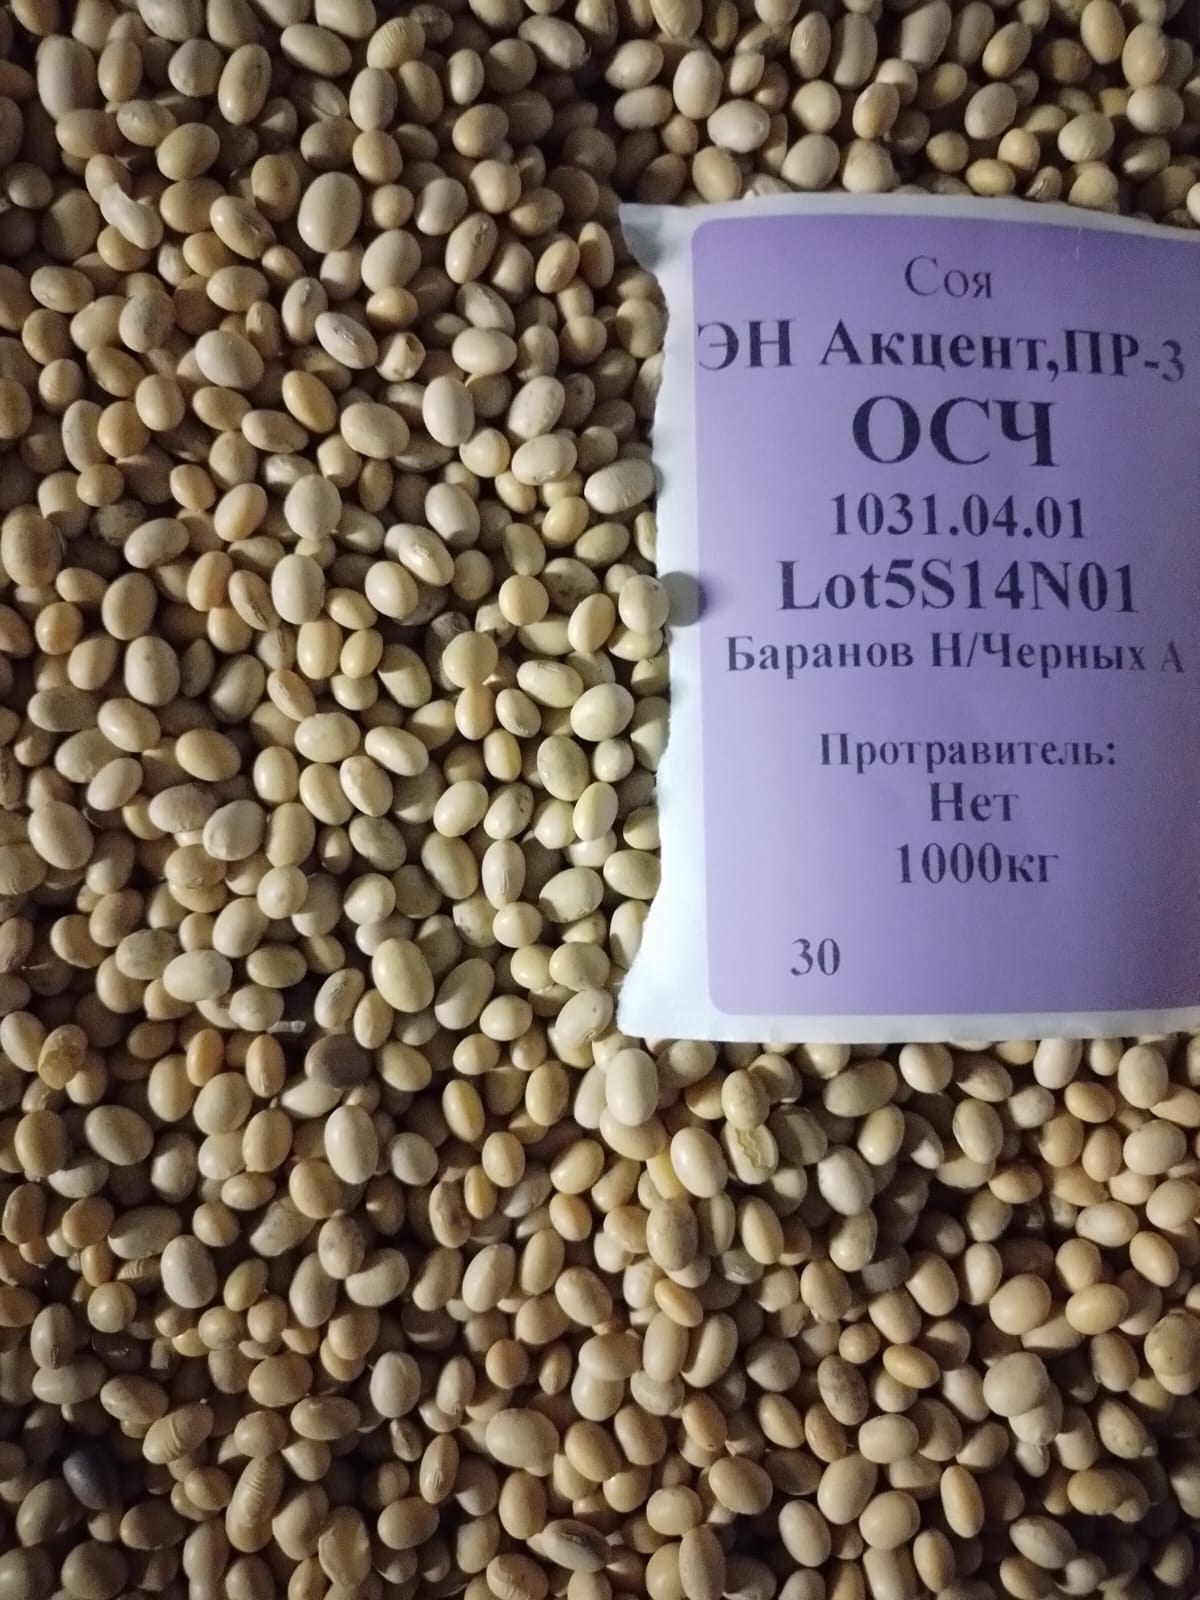 Соя
ЭН Акцент,ПР-3
ОСЧ
1031.04.01
Lot5S14N01
Баранов Н/Черных А
Протравитель:
Нет
1000кг
30